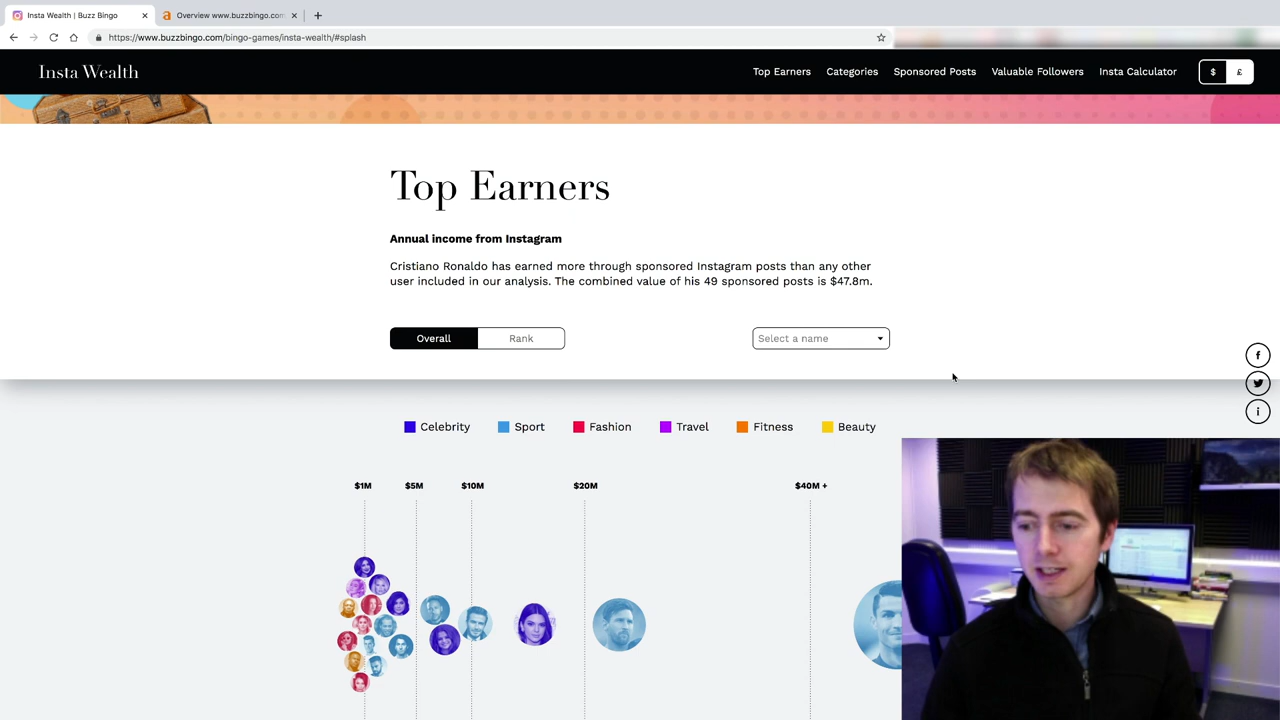 Insta Wealth | Buzz Bingo
Overview www.buzzbingo.com
https://www.buzzbingo.com/bingo-games/insta-wealth/#splash
Insta Wealth
Top Earners
Categories
Sponsored Posts
Valuable Followers
Insta Calculator
$
£
Top Earners
Annual income from Instagram
Cristiano Ronaldo has earned more through sponsored Instagram posts than any other
user included in our analysis. The combined value of his 49 sponsored posts is $47.8m.
Overall
Rank
Select a name
Celebrity
Sport
Fashion
Travel
Fitness
Beauty
$1M
$5M
$10M
$20M
$40M +